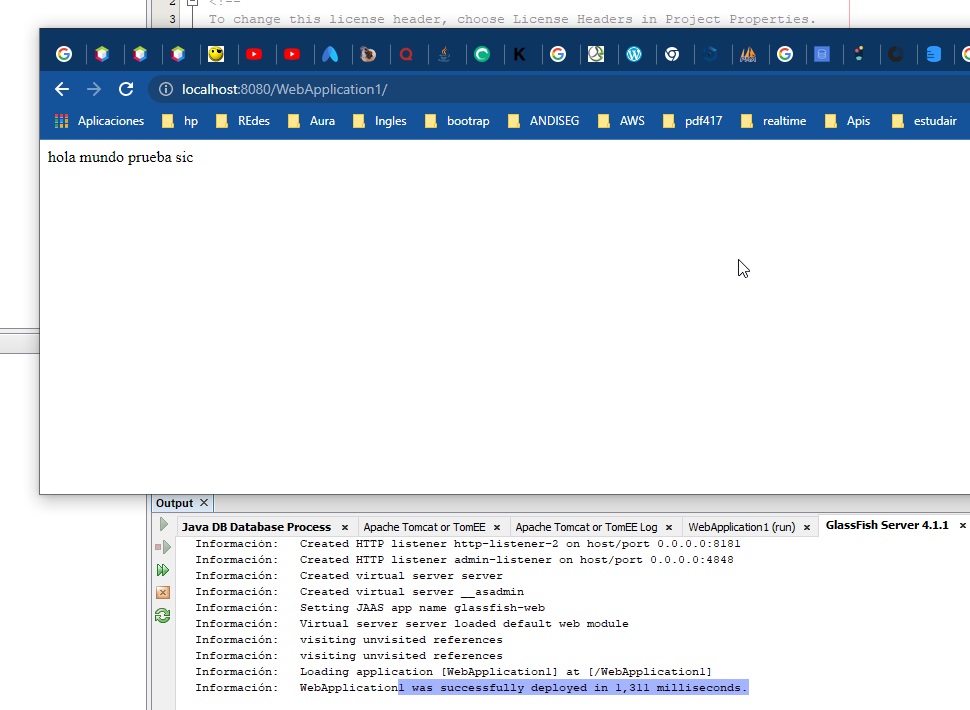 2 <!--
3 To change this license header, choose License Headers in Project Properties.
localhost:8080/WebApplication1/
Aplicaciones hp REdes Aura Ingles bootrap ANDISEG AWS pdf417 realtime Apis estudair
hola mundo prueba sic
Output
Java DB Database Process Apache Tomcat or TomEE Apache Tomcat or TomEE Log WebApplication1 (run) GlassFish Server 4.1.1
Información: Created HTTP listener http-listener-2 on host/port 0.0.0.0:8181
Información: Created HTTP listener admin-listener on host/port 0.0.0.0:4848
Información: Created virtual server server
Información: Created virtual server __asadmin
Información: Setting JAAS app name glassfish-web
Información: Virtual server server loaded default web module
Información: visiting unvisited references
Información: visiting unvisited references
Información: Loading application [WebApplication1] at [/WebApplication1]
Información: WebApplication1 was successfully deployed in 1,311 milliseconds.